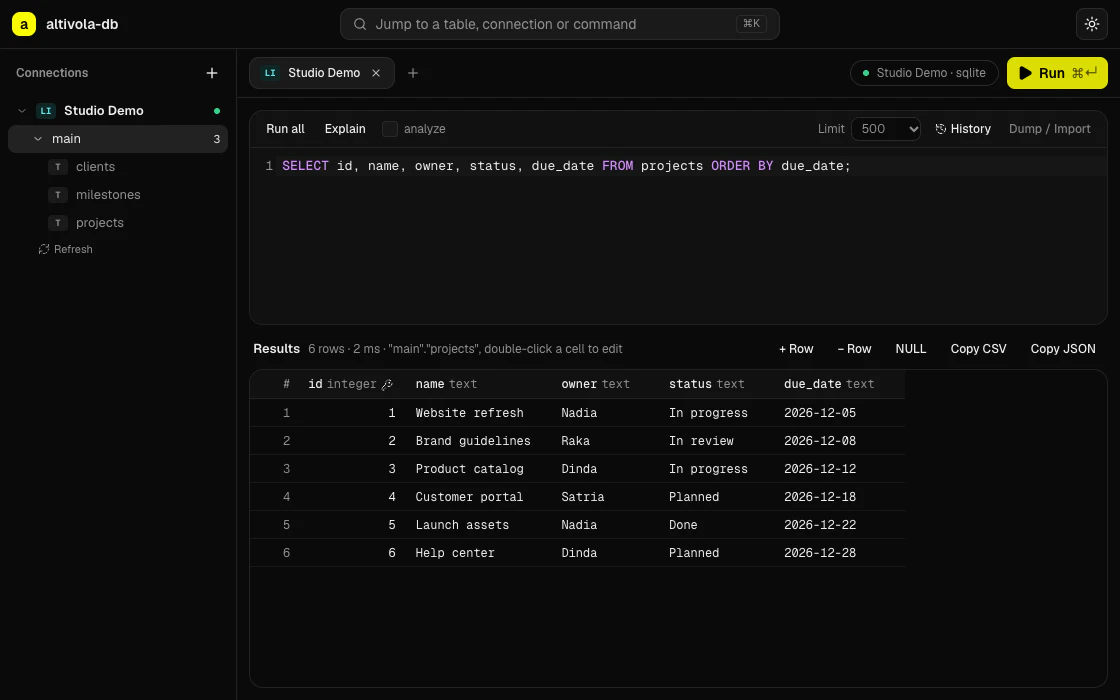 a altivola-db Jump to a table, connection or command ⌘K
Connections
LI Studio Demo
main 3
T clients
T milestones
T projects
Refresh
LI Studio Demo
Studio Demo · sqlite Run ⌘↵
Run all Explain analyze Limit 500 History Dump / Import
1 SELECT id, name, owner, status, due_date FROM projects ORDER BY due_date;
Results 6 rows · 2 ms · "main"."projects", double-click a cell to edit + Row − Row NULL Copy CSV Copy JSON
# id integer name text owner text status text due_date text
1 1 Website refresh Nadia In progress 2026-12-05
2 2 Brand guidelines Raka In review 2026-12-08
3 3 Product catalog Dinda In progress 2026-12-12
4 4 Customer portal Satria Planned 2026-12-18
5 5 Launch assets Nadia Done 2026-12-22
6 6 Help center Dinda Planned 2026-12-28